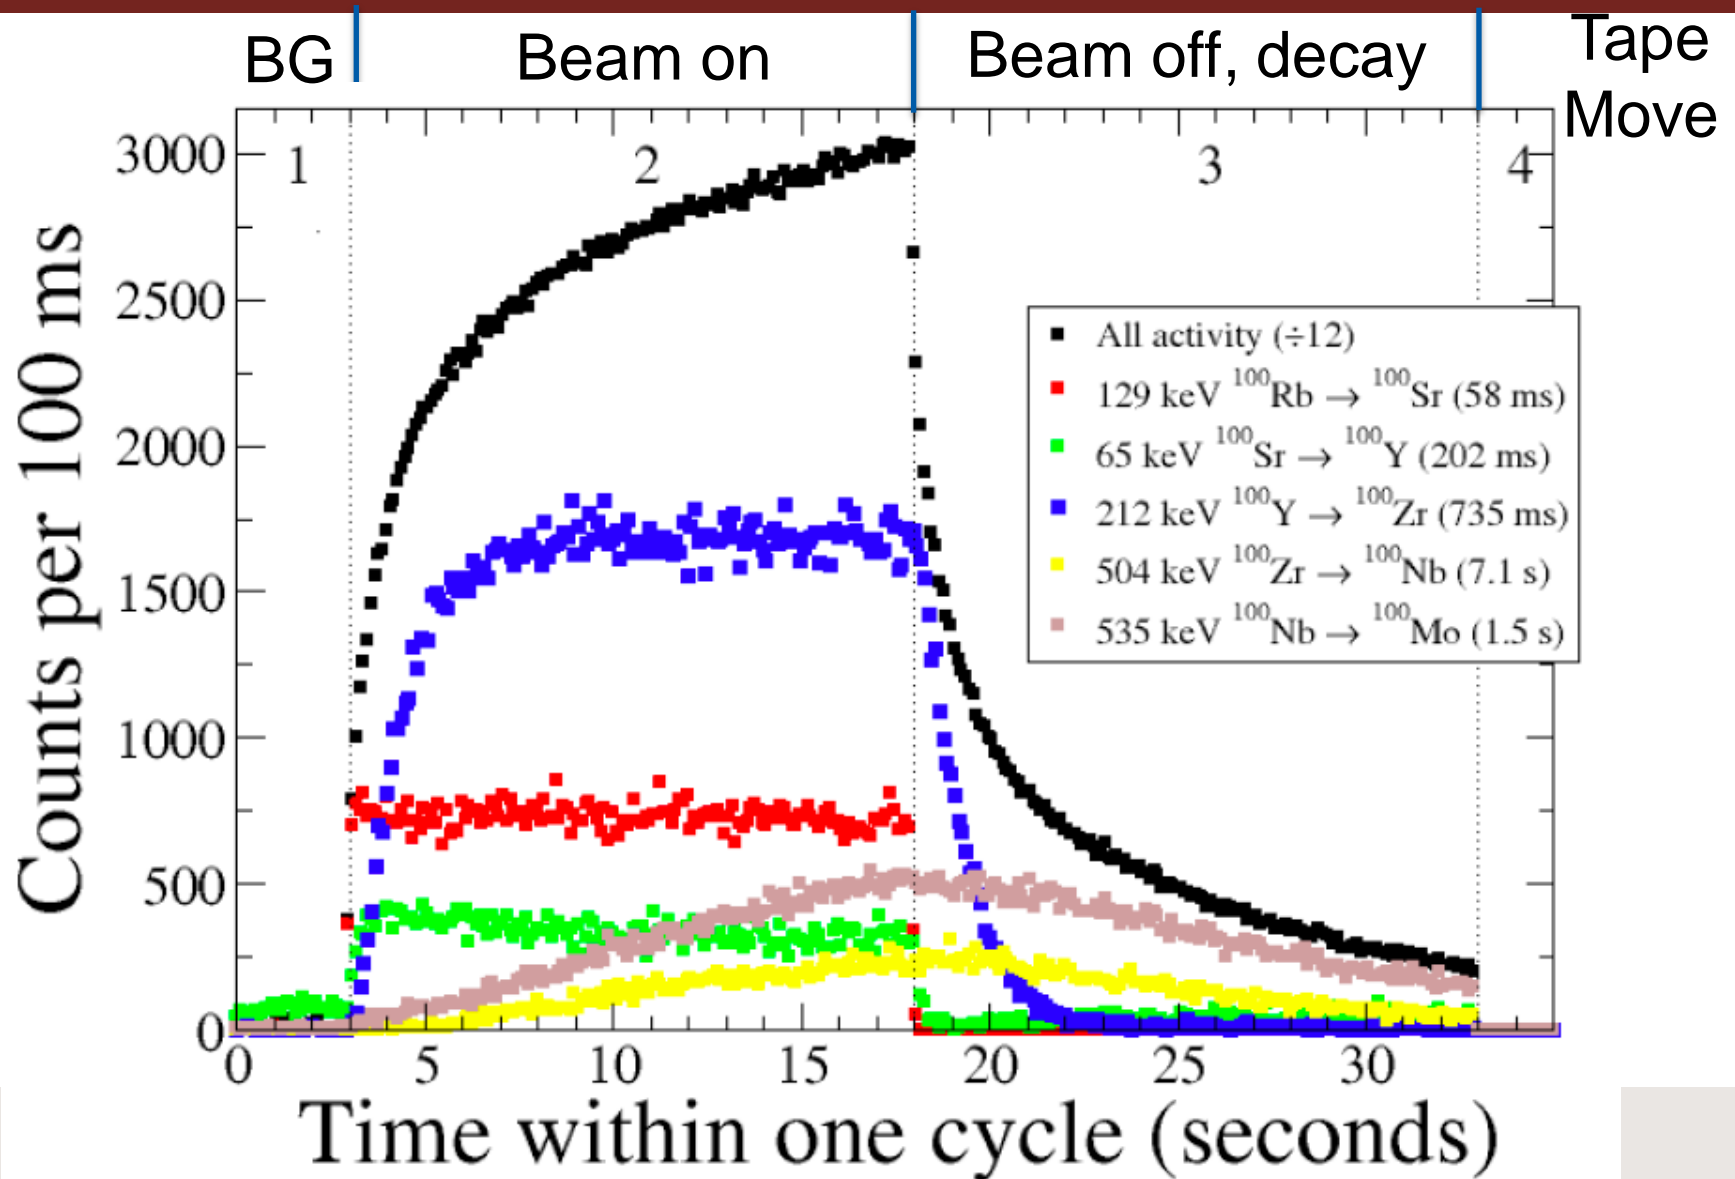 BG
Beam on
Beam off, decay
Tape
Move
1
2
3
4
3000
2500
2000
1500
1000
500
0
Counts per 100 ms
All activity (÷12)
129 keV ¹⁰⁰Rb → ¹⁰⁰Sr (58 ms)
65 keV ¹⁰⁰Sr → ¹⁰⁰Y (202 ms)
212 keV ¹⁰⁰Y → ¹⁰⁰Zr (735 ms)
504 keV ¹⁰⁰Zr → ¹⁰⁰Nb (7.1 s)
535 keV ¹⁰⁰Nb → ¹⁰⁰Mo (1.5 s)
0 5 10 15 20 25 30
Time within one cycle (seconds)